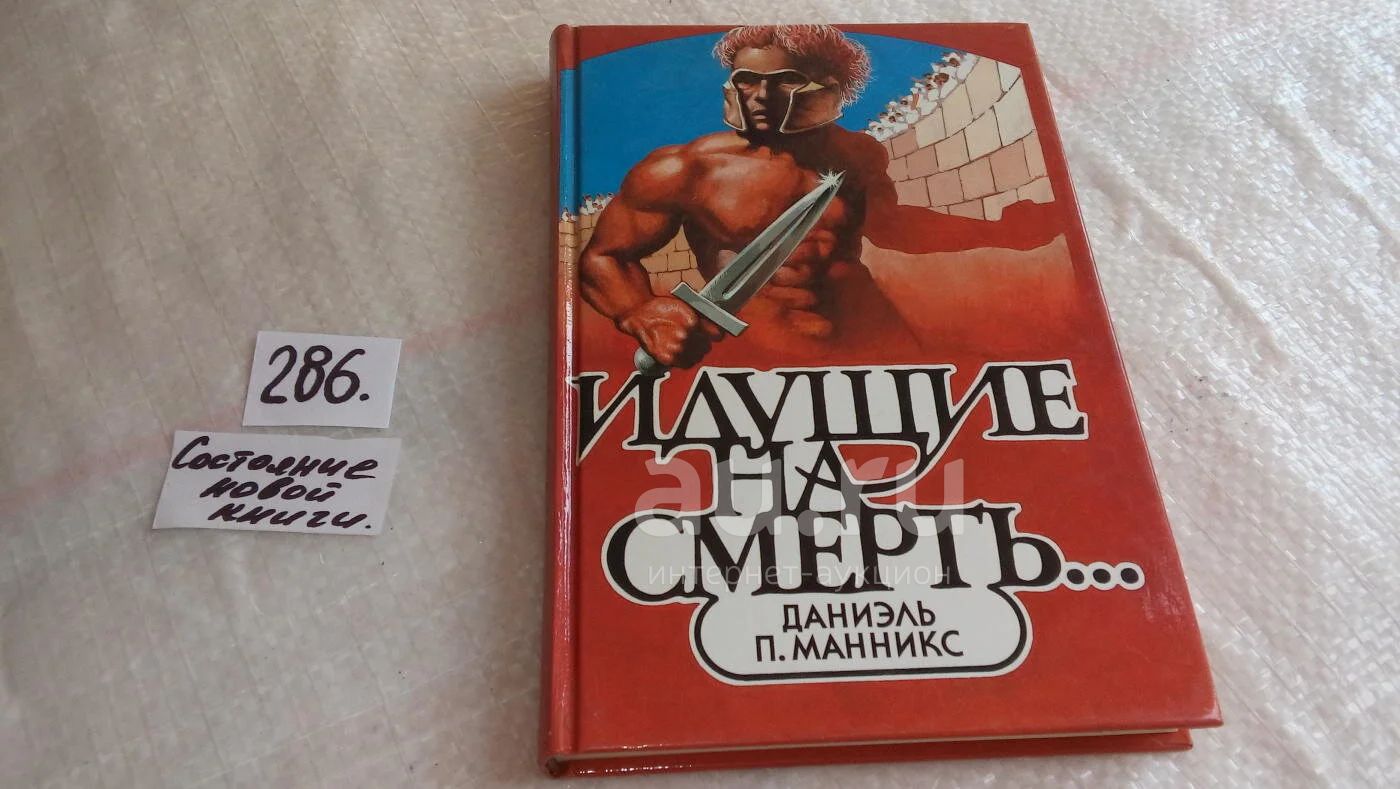 286.
Состояние
новой
книги.
ИДУЩИЕ
НА
СМЕРТЬ...
ДАНИЭЛЬ
П. МАННИКС
au.ru
интернет-аукцион